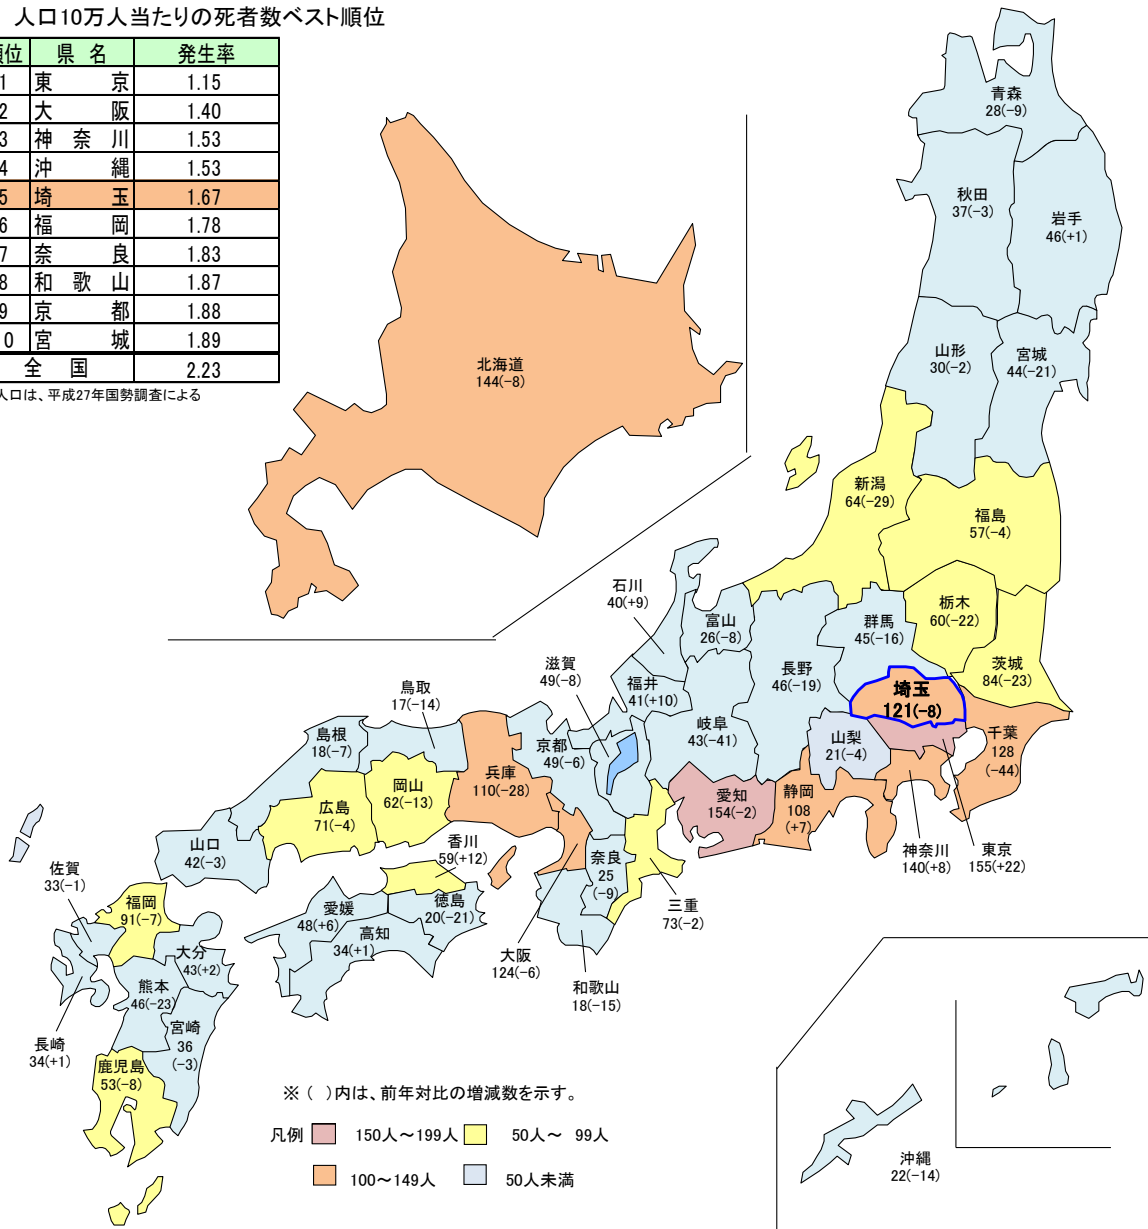 人口10万人当たりの死者数ベスト順位
順位 県名 発生率
1 東京 1.15
2 大阪 1.40
3 神奈川 1.53
4 沖縄 1.53
5 埼玉 1.67
6 福岡 1.78
7 奈良 1.83
8 和歌山 1.87
9 京都 1.88
10 宮城 1.89
全国 2.23
人口は、平成27年国勢調査による
北海道
144(-8)
青森
28(-9)
秋田
37(-3)
岩手
46(+1)
山形
30(-2)
宮城
44(-21)
新潟
64(-29)
福島
57(-4)
石川
40(+9)
富山
26(-8)
群馬
45(-16)
栃木
60(-22)
茨城
84(-23)
長野
46(-19)
埼玉
121(-8)
滋賀
49(-8)
福井
41(+10)
岐阜
43(-41)
山梨
21(-4)
千葉
128
(-44)
鳥取
17(-14)
島根
18(-7)
京都
49(-6)
兵庫
110(-28)
岡山
62(-13)
広島
71(-4)
愛知
154(-2)
静岡
108
(+7)
神奈川
140(+8)
東京
155(+22)
山口
42(-3)
香川
59(+12)
奈良
25
(-9)
三重
73(-2)
佐賀
33(-1)
福岡
91(-7)
愛媛
48(+6)
徳島
20(-21)
高知
34(+1)
大阪
124(-6)
和歌山
18(-15)
大分
43(+2)
熊本
46(-23)
宮崎
36
(-3)
長崎
34(+1)
鹿児島
53(-8)
沖縄
22(-14)
※（ ）内は、前年対比の増減数を示す。
凡例 150人～199人 50人～ 99人
100～149人 50人未満